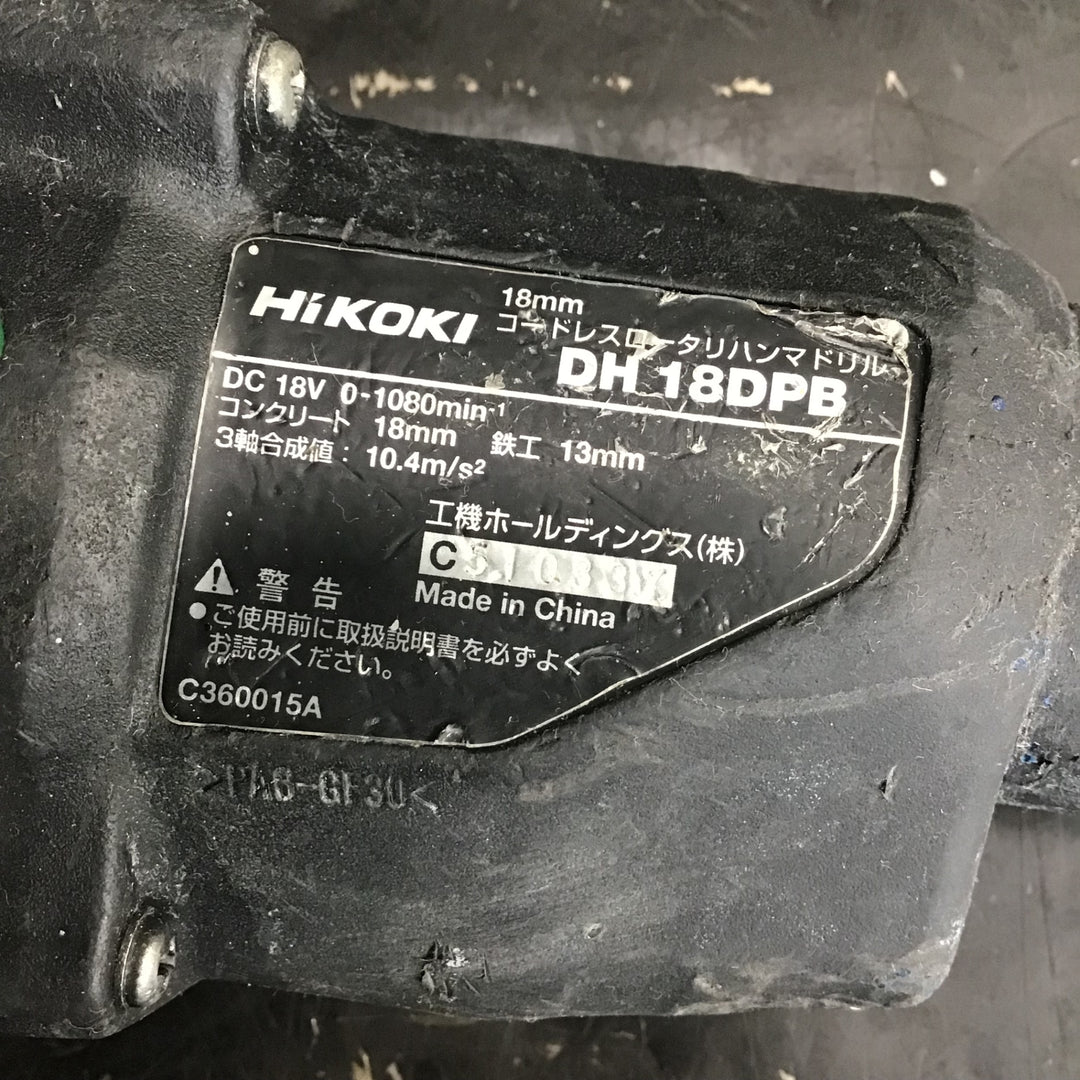 HiKOKI
18mm
コードレスロータリハンマドリル
DH 18DPB
DC 18V 0-1080min-1
コンクリート 18mm 鉄工 13mm
3軸合成値: 10.4m/s²
工機ホールディングス(株)
Made in China
警告
●ご使用前に取扱説明書を必ずよく
お読みください。
C360015A
>PA6-GF30<